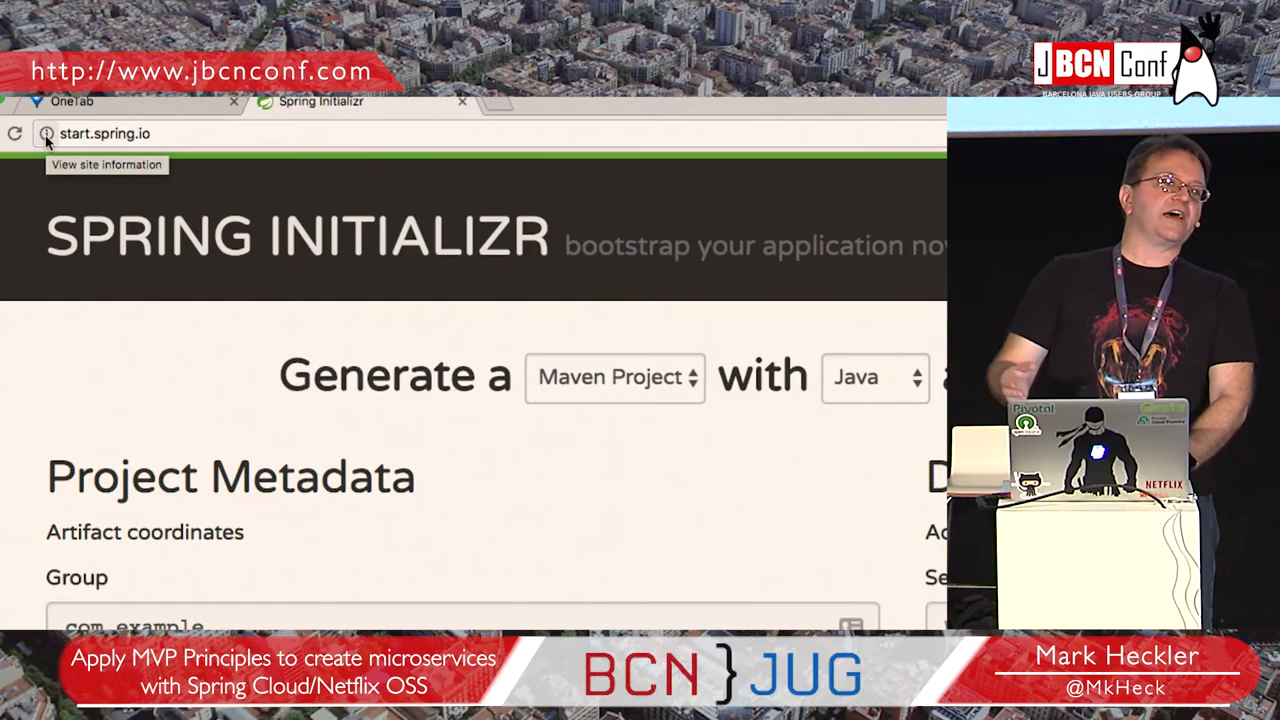 http://www.jbcnconf.com
JBCNConf
BARCELONA JAVA USERS GROUP
OneTab
Spring Initializr
start.spring.io
View site information
SPRING INITIALIZR bootstrap your application no
Generate a Maven Project with Java
Project Metadata
Artifact coordinates
Group
com.example
Pivotal
Cloud Foundry
NETFLIX
Apply MVP Principles to create microservices
with Spring Cloud/Netflix OSS
BCN}JUG
Mark Heckler
@MkHeck